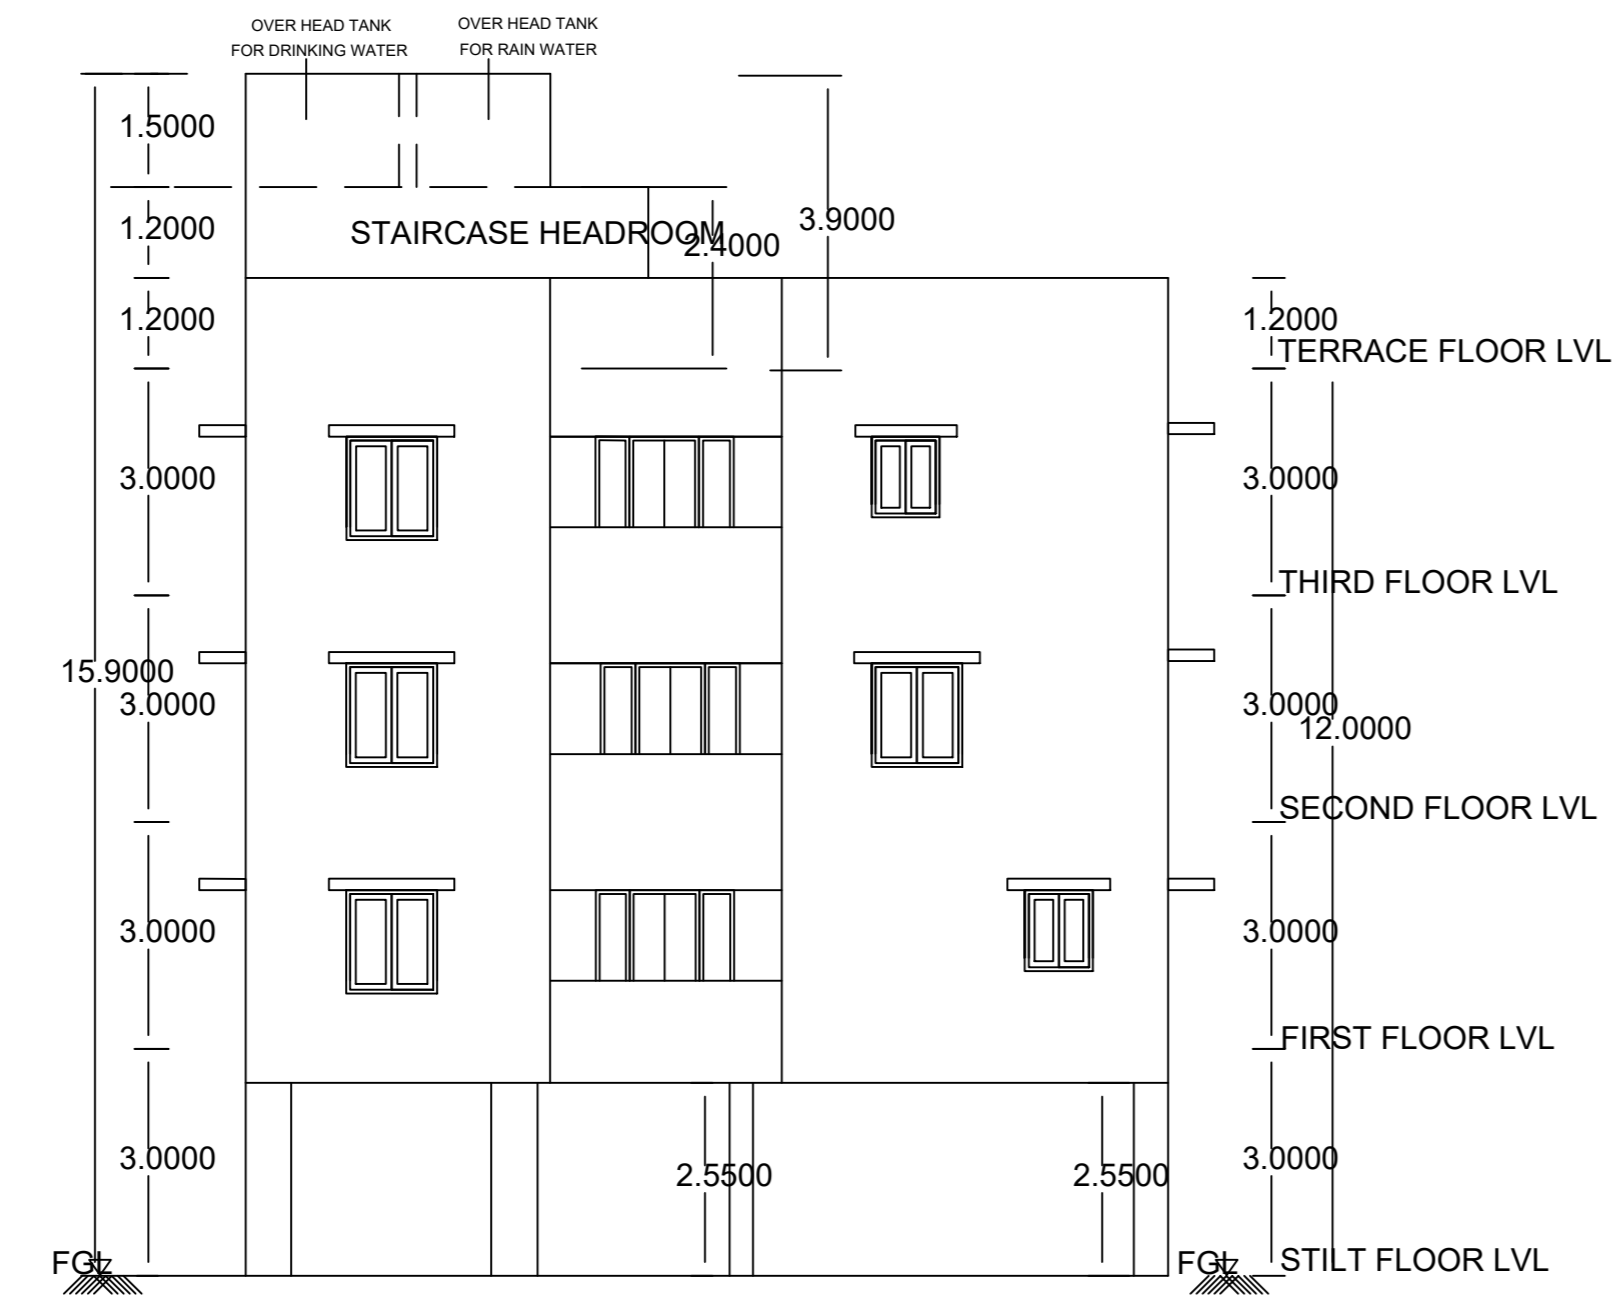 OVER HEAD TANK
FOR DRINKING WATER
OVER HEAD TANK
FOR RAIN WATER
1.5000
1.2000
STAIRCASE HEADROOM
2.4000
3.9000
1.2000
1.2000
TERRACE FLOOR LVL
3.0000
3.0000
THIRD FLOOR LVL
15.9000
3.0000
3.0000
12.0000
SECOND FLOOR LVL
3.0000
3.0000
FIRST FLOOR LVL
3.0000
2.5500
2.5500
3.0000
FGL
FGL
STILT FLOOR LVL